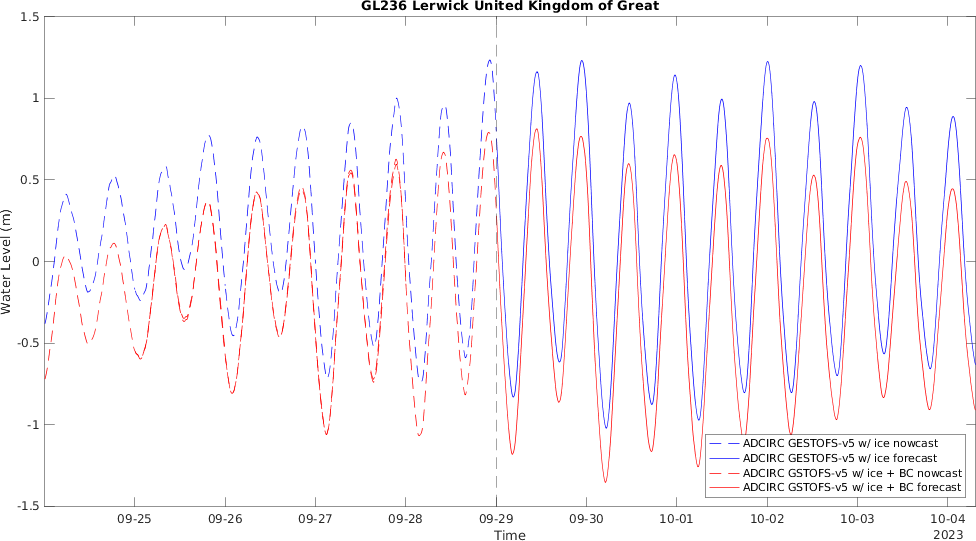 GL236 Lerwick United Kingdom of Great
1.5
1
0.5
0
-0.5
-1
-1.5
Water Level (m)
ADCIRC GESTOFS-v5 w/ ice nowcast
ADCIRC GESTOFS-v5 w/ ice forecast
ADCIRC GSTOFS-v5 w/ ice + BC nowcast
ADCIRC GSTOFS-v5 w/ ice + BC forecast
09-25 09-26 09-27 09-28 09-29 09-30 10-01 10-02 10-03 10-04
Time
2023